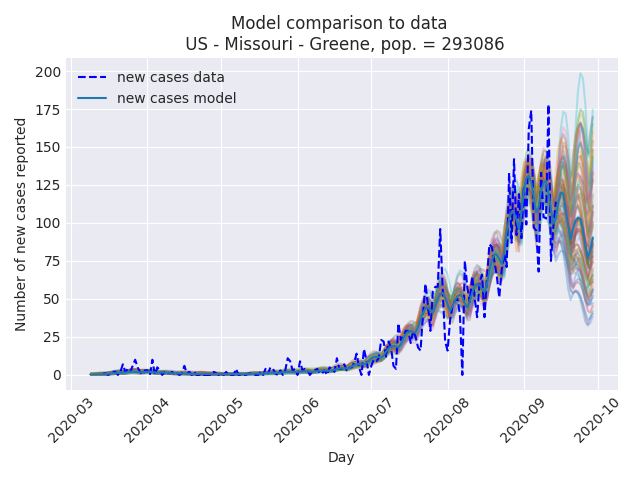 Model comparison to data
US - Missouri - Greene, pop. = 293086
new cases data
new cases model
Number of new cases reported
200
175
150
125
100
75
50
25
0
2020-03
2020-04
2020-05
2020-06
2020-07
2020-08
2020-09
2020-10
Day